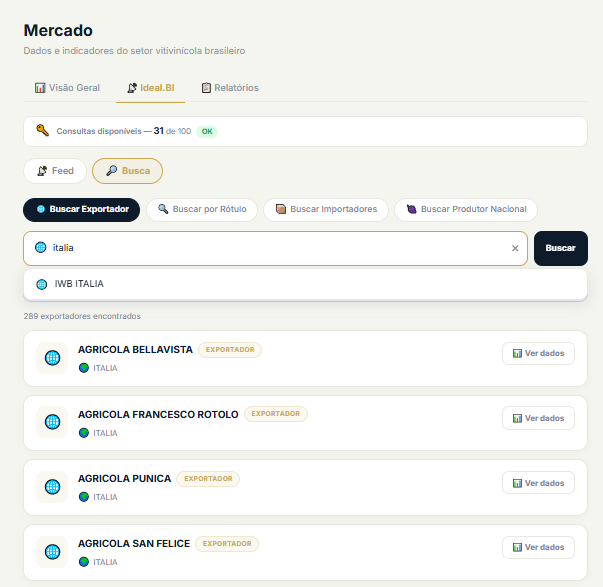 Mercado
Dados e indicadores do setor vitivinícola brasileiro
Visão Geral Ideal.BI Relatórios
Consultas disponíveis — 31 de 100 OK
Feed Busca
Buscar Exportador Buscar por Rótulo Buscar Importadores Buscar Produtor Nacional
italia × Buscar
IWB ITALIA
289 exportadores encontrados
AGRICOLA BELLAVISTA EXPORTADOR Ver dados
ITALIA
AGRICOLA FRANCESCO ROTOLO EXPORTADOR Ver dados
ITALIA
AGRICOLA PUNICA EXPORTADOR Ver dados
ITALIA
AGRICOLA SAN FELICE EXPORTADOR Ver dados
ITALIA